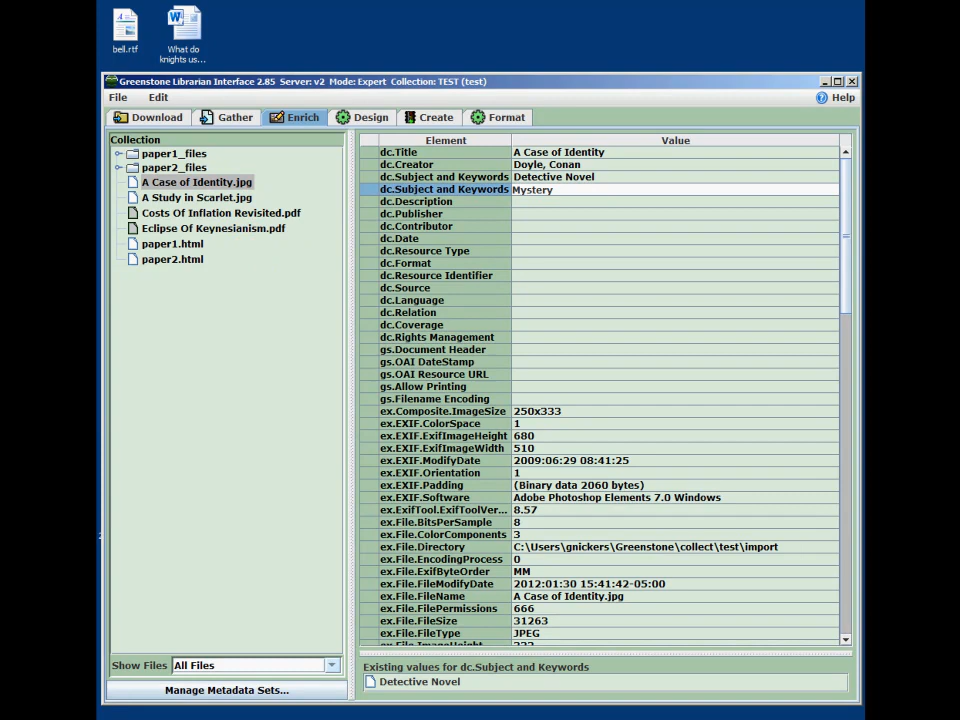 bell.rtf
What do
knights us...
Greenstone Librarian Interface 2.85 Server: v2 Mode: Expert Collection: TEST (test)
File Edit Help
Download Gather Enrich Design Create Format
Collection
paper1_files
paper2_files
A Case of Identity.jpg
A Study in Scarlet.jpg
Costs Of Inflation Revisited.pdf
Eclipse Of Keynesianism.pdf
paper1.html
paper2.html
Show Files All Files
Manage Metadata Sets...
Element Value
dc.Title A Case of Identity
dc.Creator Doyle, Conan
dc.Subject and Keywords Detective Novel
dc.Subject and Keywords Mystery
dc.Description
dc.Publisher
dc.Contributor
dc.Date
dc.Resource Type
dc.Format
dc.Resource Identifier
dc.Source
dc.Language
dc.Relation
dc.Coverage
dc.Rights Management
gs.Document Header
gs.OAI DateStamp
gs.OAI Resource URL
gs.Allow Printing
gs.Filename Encoding
ex.Composite.ImageSize 250x333
ex.EXIF.ColorSpace 1
ex.EXIF.ExifImageHeight 680
ex.EXIF.ExifImageWidth 510
ex.EXIF.ModifyDate 2009:06:29 08:41:25
ex.EXIF.Orientation 1
ex.EXIF.Padding (Binary data 2060 bytes)
ex.EXIF.Software Adobe Photoshop Elements 7.0 Windows
ex.ExifTool.ExifToolVer... 8.57
ex.File.BitsPerSample 8
ex.File.ColorComponents 3
ex.File.Directory C:\Users\gnickers\Greenstone\collect\test\import
ex.File.EncodingProcess 0
ex.File.ExifByteOrder MM
ex.File.FileModifyDate 2012:01:30 15:41:42-05:00
ex.File.FileName A Case of Identity.jpg
ex.File.FilePermissions 666
ex.File.FileSize 31263
ex.File.FileType JPEG
ex.File.ImageHeight 333
Existing values for dc.Subject and Keywords
Detective Novel